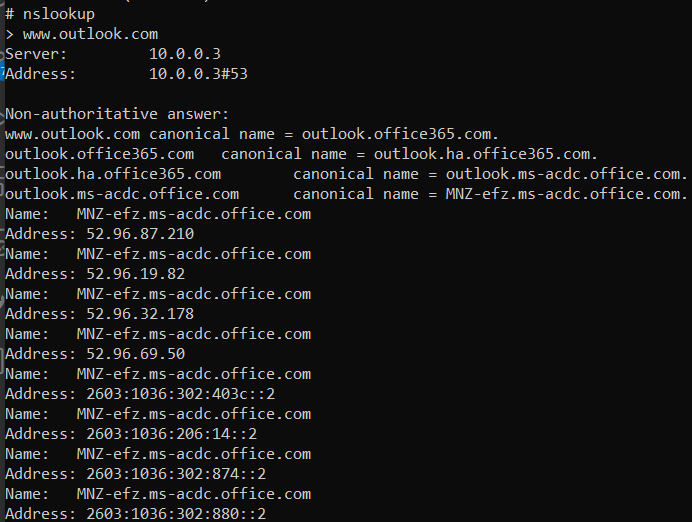 # nslookup
> www.outlook.com
Server: 10.0.0.3
Address: 10.0.0.3#53
Non-authoritative answer:
www.outlook.com canonical name = outlook.office365.com.
outlook.office365.com canonical name = outlook.ha.office365.com.
outlook.ha.office365.com canonical name = outlook.ms-acdc.office.com.
outlook.ms-acdc.office.com canonical name = MNZ-efz.ms-acdc.office.com.
Name: MNZ-efz.ms-acdc.office.com
Address: 52.96.87.210
Name: MNZ-efz.ms-acdc.office.com
Address: 52.96.19.82
Name: MNZ-efz.ms-acdc.office.com
Address: 52.96.32.178
Name: MNZ-efz.ms-acdc.office.com
Address: 52.96.69.50
Name: MNZ-efz.ms-acdc.office.com
Address: 2603:1036:302:403c::2
Name: MNZ-efz.ms-acdc.office.com
Address: 2603:1036:206:14::2
Name: MNZ-efz.ms-acdc.office.com
Address: 2603:1036:302:874::2
Name: MNZ-efz.ms-acdc.office.com
Address: 2603:1036:302:880::2